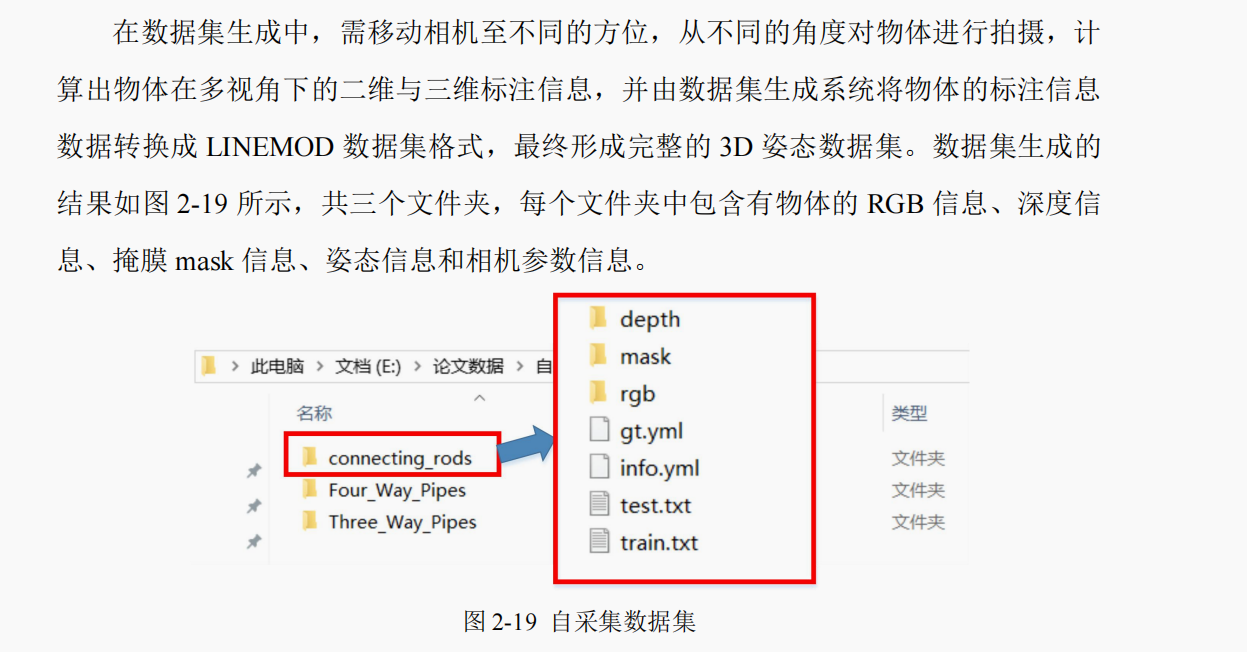 在数据集生成中，需移动相机至不同的方位，从不同的角度对物体进行拍摄，计
算出物体在多视角下的二维与三维标注信息，并由数据集生成系统将物体的标注信息
数据转换成 LINEMOD 数据集格式，最终形成完整的 3D 姿态数据集。数据集生成的
结果如图 2-19 所示，共三个文件夹，每个文件夹中包含有物体的 RGB 信息、深度信
息、掩膜 mask 信息、姿态信息和相机参数信息。
此电脑 > 文档 (E:) > 论文数据 > 自
名称
类型
connecting_rods
文件夹
Four_Way_Pipes
文件夹
Three_Way_Pipes
文件夹
depth
mask
rgb
gt.yml
info.yml
test.txt
train.txt
图 2-19 自采集数据集